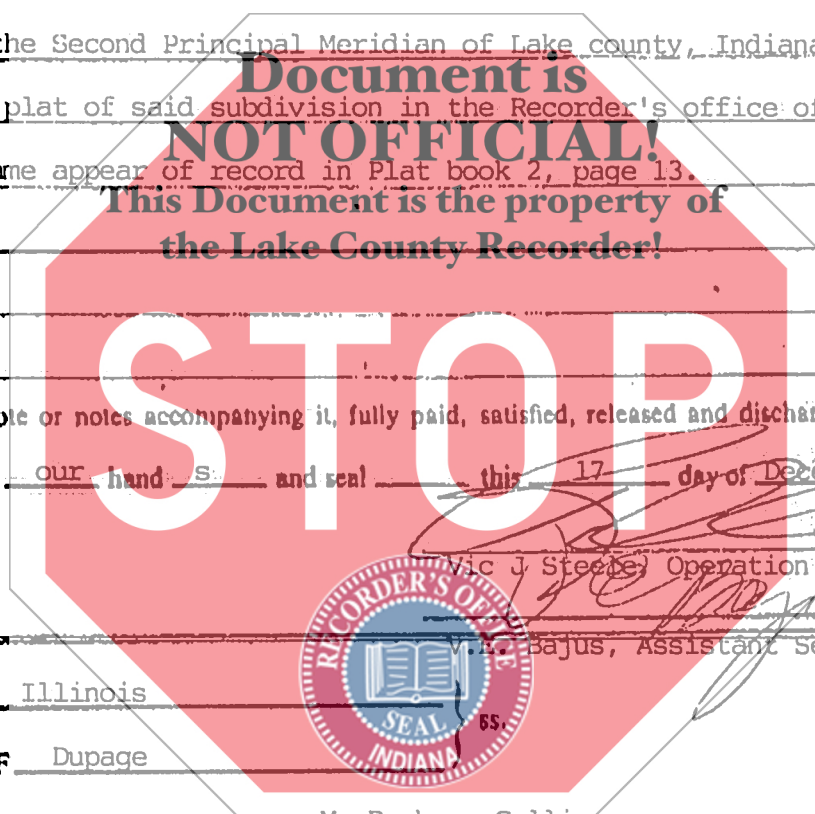 the Second Principal Meridian of Lake county, Indiana
Document is
plat of said subdivision in the Recorder's office of
NOT OFFICIAL!
me appear of record in Plat book 2, page 13.
This Document is the property of
the Lake County Recorder!
STOP
ote or notes accompanying it, fully paid, satisfied, released and dischar
our hand s and seal this 17 day of Dece
Vic J Steele, Operation
V.E. Bajus, Assistant Se
RECORDER'S OFFICE
SEAL
INDIANA
Illinois
ss.
F Dupage